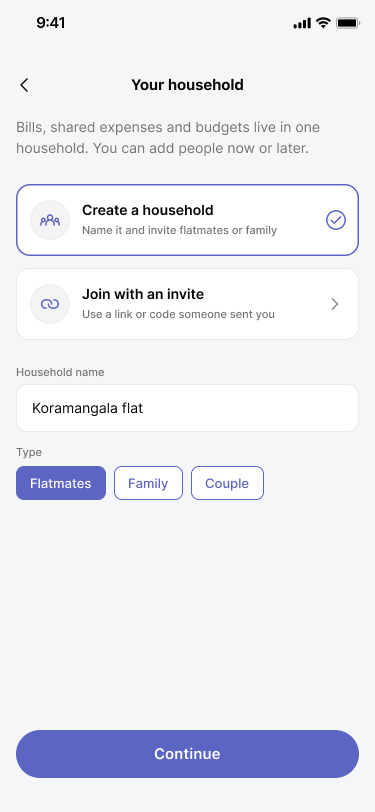 9:41
Your household
Bills, shared expenses and budgets live in one
household. You can add people now or later.
Create a household
Name it and invite flatmates or family
Join with an invite
Use a link or code someone sent you
Household name
Koramangala flat
Type
Flatmates
Family
Couple
Continue